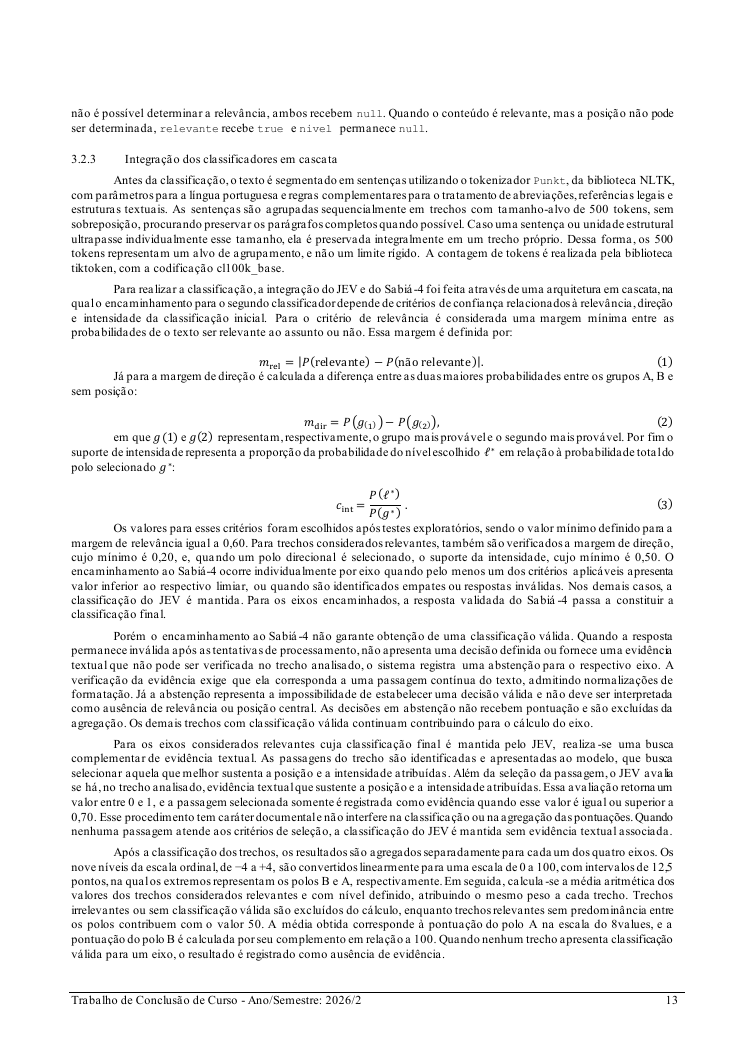 não é possível determinar a relevância, ambos recebem null. Quando o conteúdo é relevante, mas a posição não pode
ser determinada, relevante recebe true e nivel permanece null.
3.2.3 Integração dos classificadores em cascata
Antes da classificação, o texto é segmentado em sentenças utilizando o tokenizador Punkt, da biblioteca NLTK,
com parâmetros para a língua portuguesa e regras complementares para o tratamento de abreviações, referências legais e
estruturas textuais. As sentenças são agrupadas sequencialmente em trechos com tamanho-alvo de 500 tokens, sem
sobreposição, procurando preservar os parágrafos completos quando possível. Caso uma sentença ou unidade estrutural
ultrapasse individualmente esse tamanho, ela é preservada integralmente em um trecho próprio. Dessa forma, os 500
tokens representam um alvo de agrupamento, e não um limite rígido. A contagem de tokens é realizada pela biblioteca
tiktoken, com a codificação cl100k_base.
Para realizar a classificação, a integração do JEV e do Sabiá-4 foi feita através de uma arquitetura em cascata, na
qual o encaminhamento para o segundo classificador depende de critérios de confiança relacionados à relevância, direção
e intensidade da classificação inicial. Para o critério de relevância é considerada uma margem mínima entre as
probabilidades de o texto ser relevante ao assunto ou não. Essa margem é definida por:
m_rel = |P(relevante) − P(não relevante)|. (1)
Já para a margem de direção é calculada a diferença entre as duas maiores probabilidades entre os grupos A, B e
sem posição:
m_dir = P(g₍₁₎) − P(g₍₂₎), (2)
em que g(1) e g(2) representam, respectivamente, o grupo mais provável e o segundo mais provável. Por fim o
suporte de intensidade representa a proporção da probabilidade do nível escolhido ℓ* em relação à probabilidade total do
polo selecionado g*:
c_int = P(ℓ*) / P(g*) . (3)
Os valores para esses critérios foram escolhidos após testes exploratórios, sendo o valor mínimo definido para a
margem de relevância igual a 0,60. Para trechos considerados relevantes, também são verificados a margem de direção,
cujo mínimo é 0,20, e, quando um polo direcional é selecionado, o suporte da intensidade, cujo mínimo é 0,50. O
encaminhamento ao Sabiá-4 ocorre individualmente por eixo quando pelo menos um dos critérios aplicáveis apresenta
valor inferior ao respectivo limiar, ou quando são identificados empates ou respostas inválidas. Nos demais casos, a
classificação do JEV é mantida. Para os eixos encaminhados, a resposta validada do Sabiá-4 passa a constituir a
classificação final.
Porém o encaminhamento ao Sabiá-4 não garante obtenção de uma classificação válida. Quando a resposta
permanece inválida após as tentativas de processamento, não apresenta uma decisão definida ou fornece uma evidência
textual que não pode ser verificada no trecho analisado, o sistema registra uma abstenção para o respectivo eixo. A
verificação da evidência exige que ela corresponda a uma passagem contínua do texto, admitindo normalizações de
formatação. Já a abstenção representa a impossibilidade de estabelecer uma decisão válida e não deve ser interpretada
como ausência de relevância ou posição central. As decisões em abstenção não recebem pontuação e são excluídas da
agregação. Os demais trechos com classificação válida continuam contribuindo para o cálculo do eixo.
Para os eixos considerados relevantes cuja classificação final é mantida pelo JEV, realiza-se uma busca
complementar de evidência textual. As passagens do trecho são identificadas e apresentadas ao modelo, que busca
selecionar aquela que melhor sustenta a posição e a intensidade atribuídas. Além da seleção da passagem, o JEV avalia
se há, no trecho analisado, evidência textual que sustente a posição e a intensidade atribuídas. Essa avaliação retorna um
valor entre 0 e 1, e a passagem selecionada somente é registrada como evidência quando esse valor é igual ou superior a
0,70. Esse procedimento tem caráter documental e não interfere na classificação ou na agregação das pontuações. Quando
nenhuma passagem atende aos critérios de seleção, a classificação do JEV é mantida sem evidência textual associada.
Após a classificação dos trechos, os resultados são agregados separadamente para cada um dos quatro eixos. Os
nove níveis da escala ordinal, de −4 a +4, são convertidos linearmente para uma escala de 0 a 100, com intervalos de 12,5
pontos, na qual os extremos representam os polos B e A, respectivamente. Em seguida, calcula-se a média aritmética dos
valores dos trechos considerados relevantes e com nível definido, atribuindo o mesmo peso a cada trecho. Trechos
irrelevantes ou sem classificação válida são excluídos do cálculo, enquanto trechos relevantes sem predominância entre
os polos contribuem com o valor 50. A média obtida corresponde à pontuação do polo A na escala do 8values, e a
pontuação do polo B é calculada por seu complemento em relação a 100. Quando nenhum trecho apresenta classificação
válida para um eixo, o resultado é registrado como ausência de evidência.
Trabalho de Conclusão de Curso - Ano/Semestre: 2026/2 13